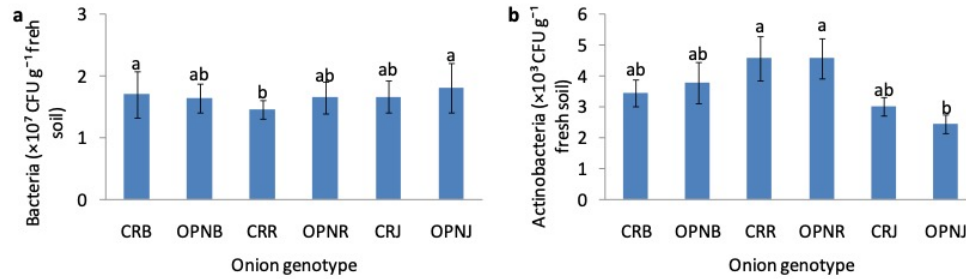 a
Bacteria (×10⁷ CFU g⁻¹ freh
soil)
3
2
1
0
a
ab
b
ab
ab
a
CRB OPNB CRR OPNR CRJ OPNJ
Onion genotype
b
Actinobacteria (×10³ CFU g⁻¹
fresh soil)
6
5
4
3
2
1
0
ab
ab
a
a
ab
b
CRB OPNB CRR OPNR CRJ OPNJ
Onion genotype